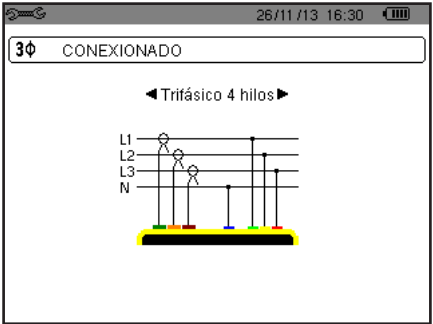 26/11/13 16:30
3Φ CONEXIONADO
◄Trifásico 4 hilos►
L1
L2
L3
N